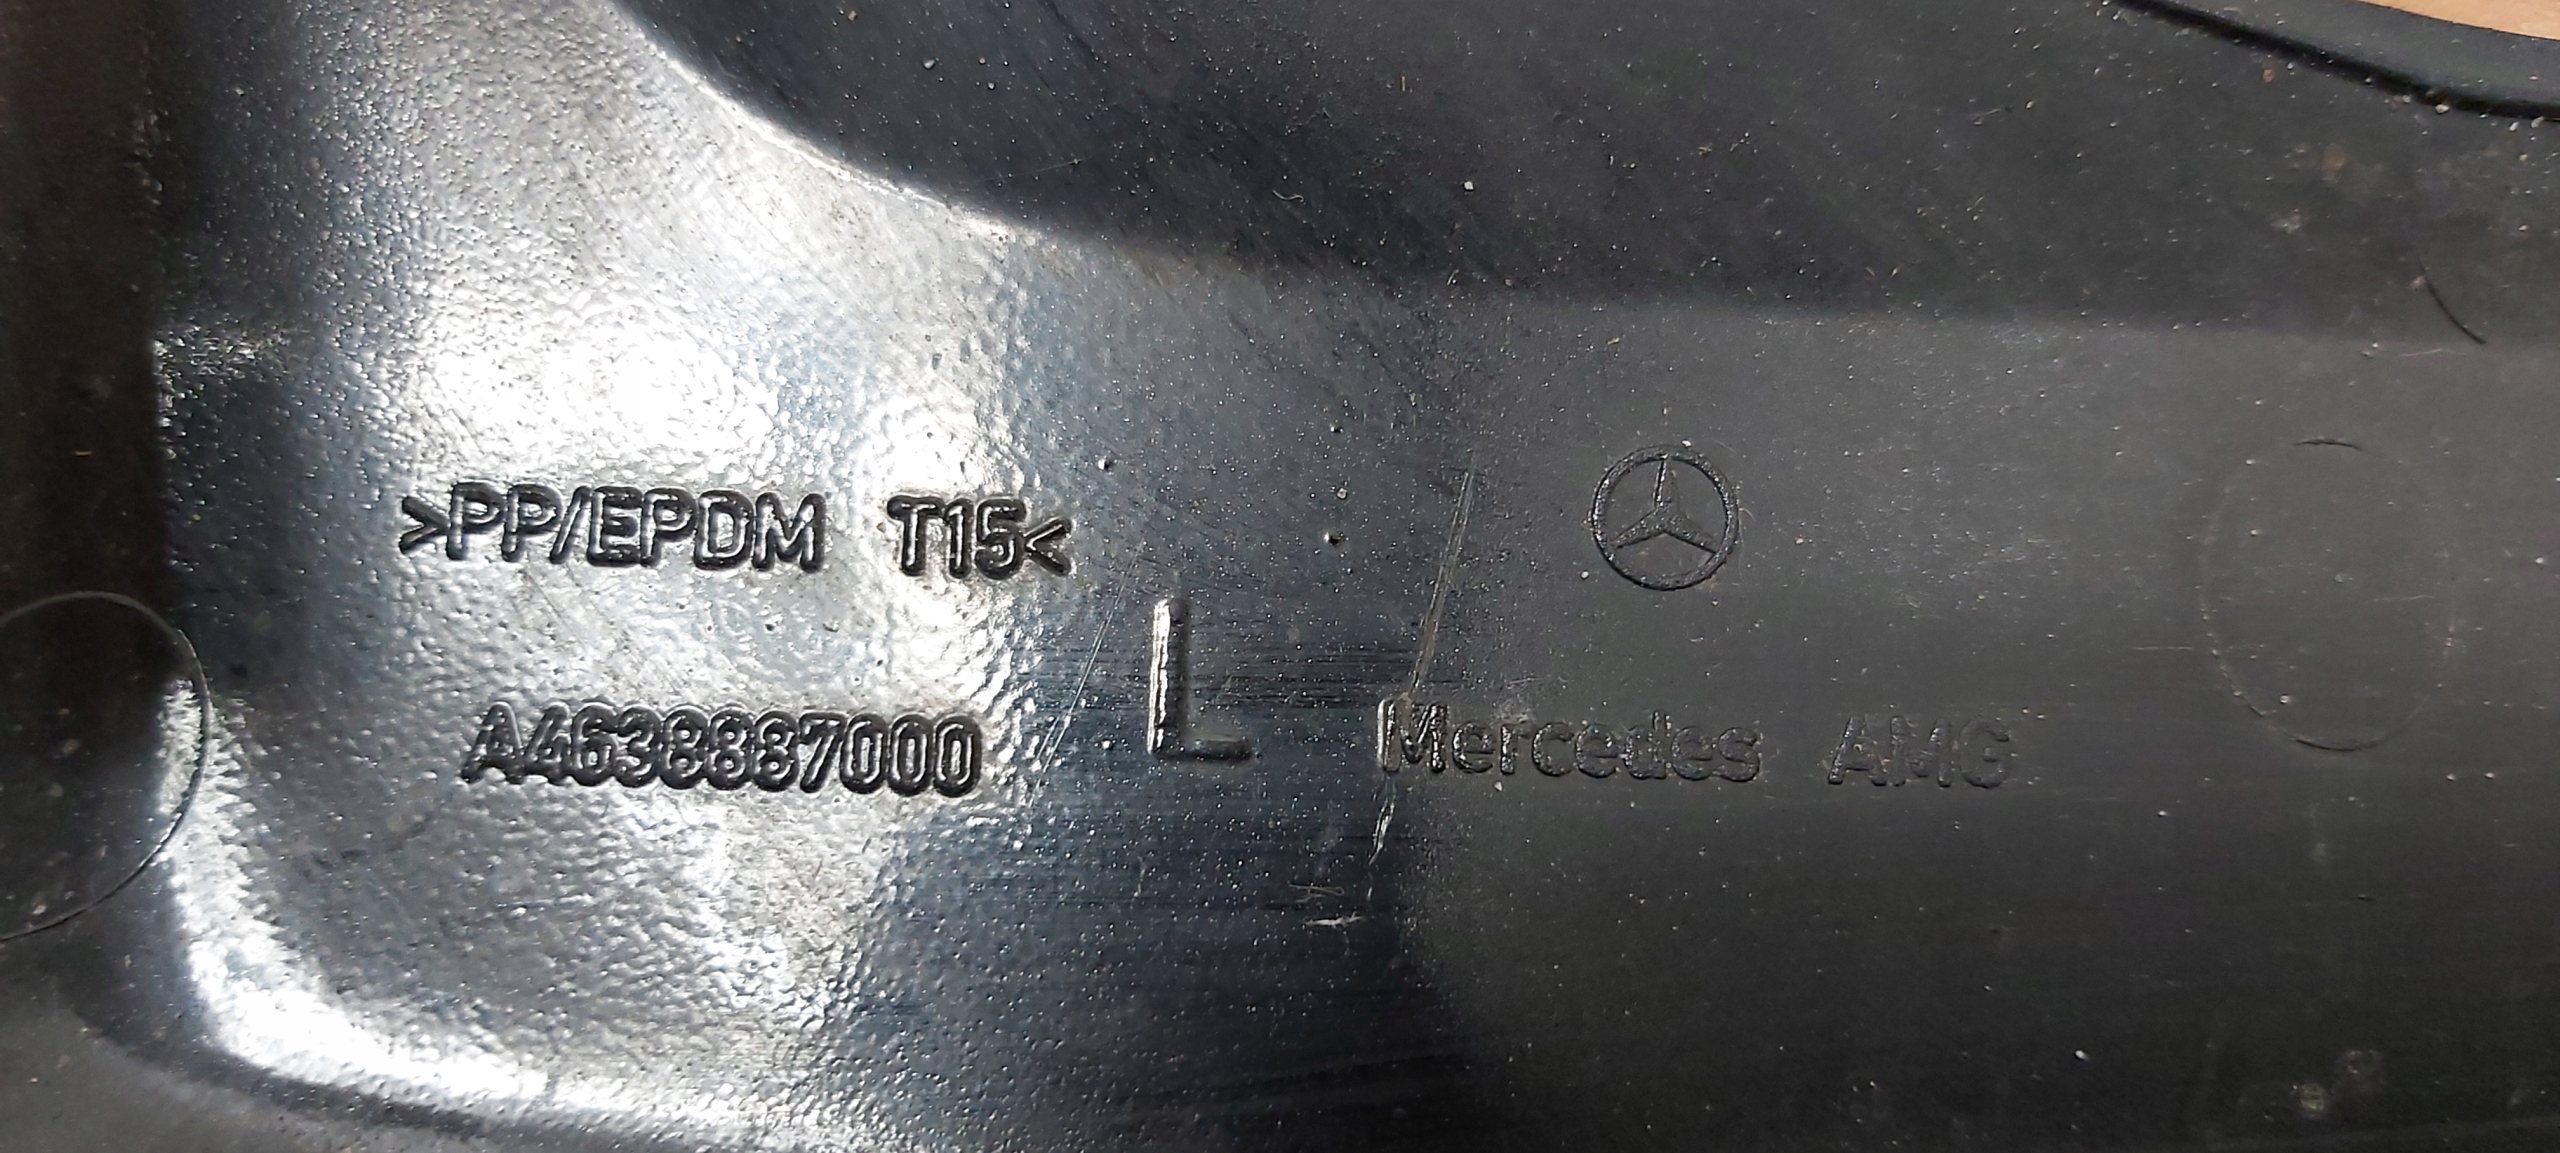 >PP/EPDM T15<
A4638887000
L
Mercedes AMG